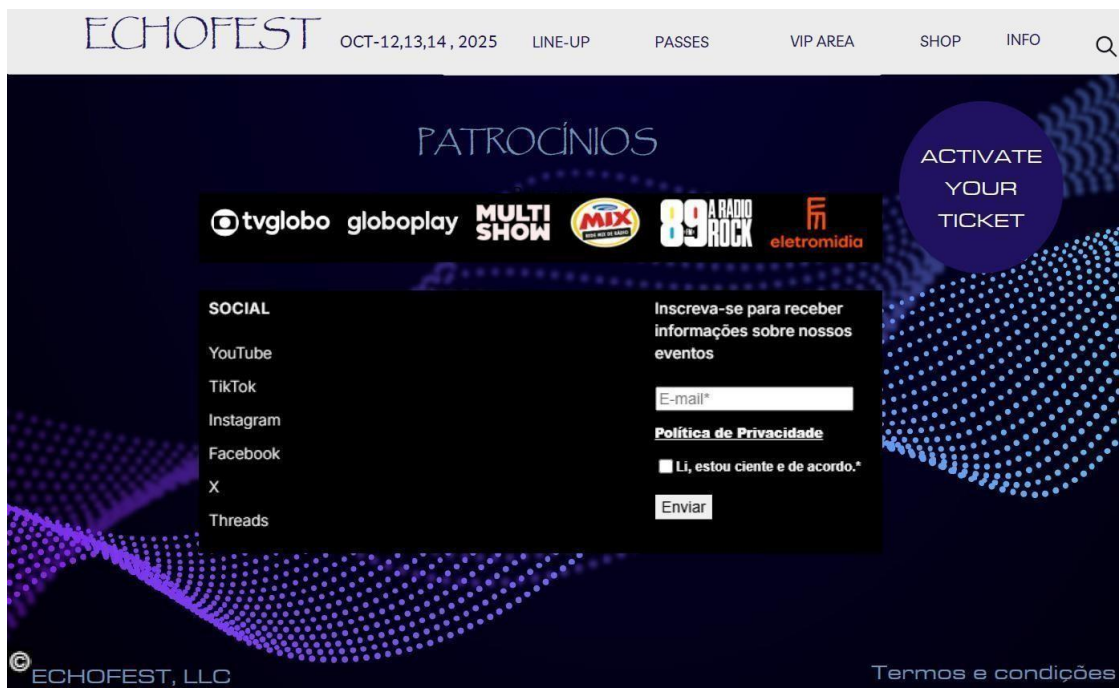 ECHOFEST OCT-12,13,14 , 2025 LINE-UP PASSES VIP AREA SHOP INFO
PATROCÍNIOS
ACTIVATE
YOUR
TICKET
tvglobo globoplay MULTI SHOW MIX 89 A RÁDIO ROCK eletromidia
SOCIAL
YouTube
TikTok
Instagram
Facebook
X
Threads
Inscreva-se para receber
informações sobre nossos
eventos
E-mail*
Política de Privacidade
Li, estou ciente e de acordo.*
Enviar
© ECHOFEST, LLC
Termos e condições